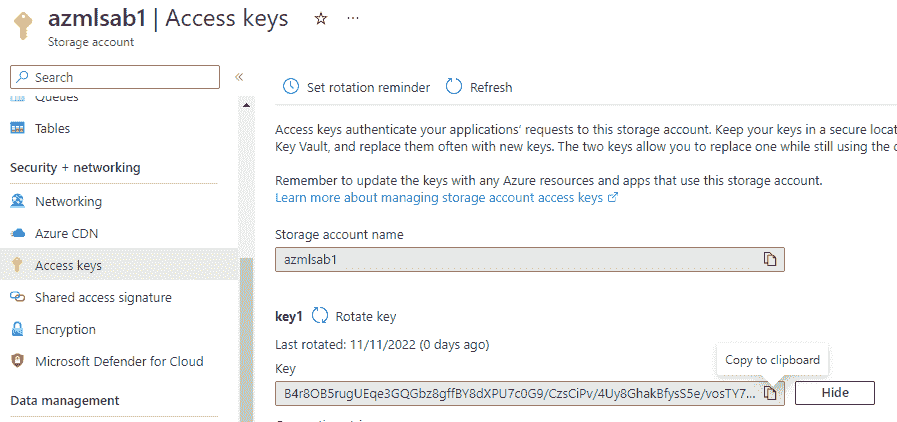 azmlsab1 | Access keys
Storage account
Search
Queues
Tables
Security + networking
Networking
Azure CDN
Access keys
Shared access signature
Encryption
Microsoft Defender for Cloud
Data management
Set rotation reminder
Refresh
Access keys authenticate your applications' requests to this storage account. Keep your keys in a secure locat
Key Vault, and replace them often with new keys. The two keys allow you to replace one while still using the
Remember to update the keys with any Azure resources and apps that use this storage account.
Learn more about managing storage account access keys
Storage account name
azmlsab1
key1 Rotate key
Last rotated: 11/11/2022 (0 days ago)
Copy to clipboard
Key
B4r8OB5rugUEqe3GQGbz8gffBY8dXPU7c0G9/CzsCiPv/4Uy8GhakBfysS5e/vosTY7...
Hide